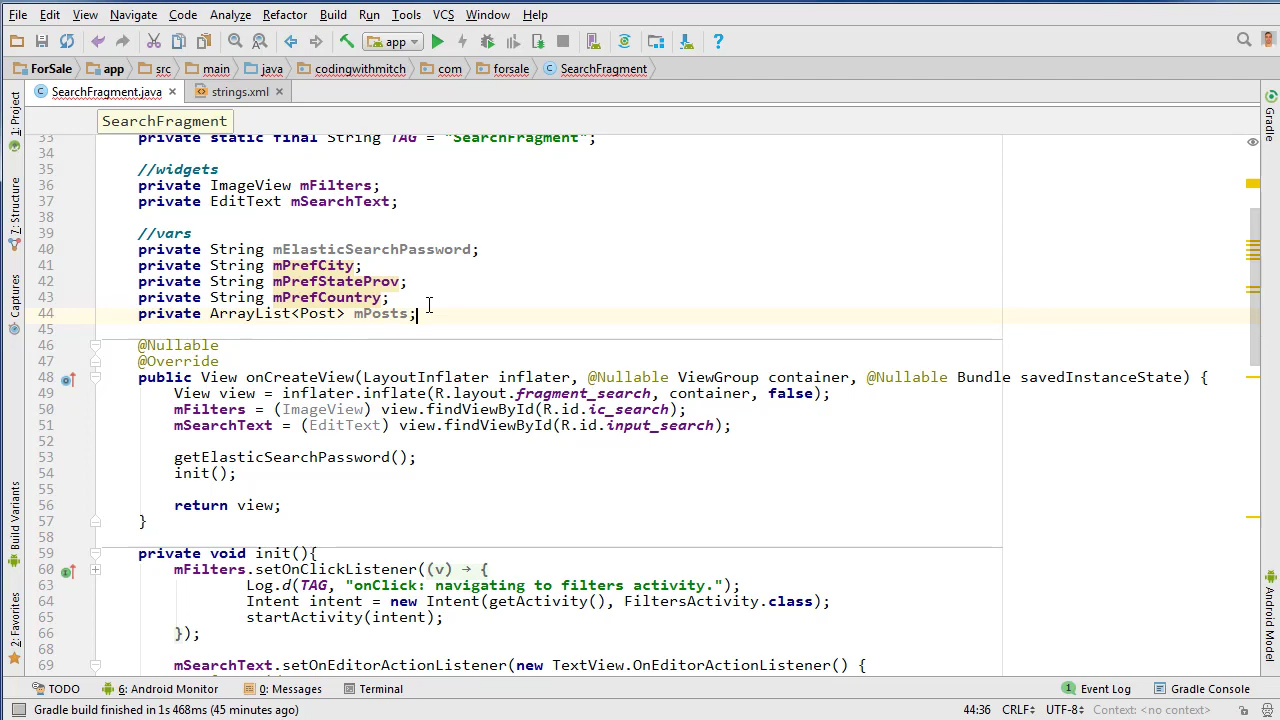 File Edit View Navigate Code Analyze Refactor Build Run Tools VCS Window Help
app
ForSale app src main java codingwithmitch com forsale SearchFragment
SearchFragment.java strings.xml
SearchFragment
33 private static final String TAG = "SearchFragment";
34
35 //widgets
36 private ImageView mFilters;
37 private EditText mSearchText;
38
39 //vars
40 private String mElasticSearchPassword;
41 private String mPrefCity;
42 private String mPrefStateProv;
43 private String mPrefCountry;
44 private ArrayList<Post> mPosts;
45
46 @Nullable
47 @Override
48 public View onCreateView(LayoutInflater inflater, @Nullable ViewGroup container, @Nullable Bundle savedInstanceState) {
49 View view = inflater.inflate(R.layout.fragment_search, container, false);
50 mFilters = (ImageView) view.findViewById(R.id.ic_search);
51 mSearchText = (EditText) view.findViewById(R.id.input_search);
52
53 getElasticSearchPassword();
54 init();
55
56 return view;
57 }
58
59 private void init(){
60 mFilters.setOnClickListener((v) → {
63 Log.d(TAG, "onClick: navigating to filters activity.");
64 Intent intent = new Intent(getActivity(), FiltersActivity.class);
65 startActivity(intent);
66 });
68
69 mSearchText.setOnEditorActionListener(new TextView.OnEditorActionListener() {
1: Project
7: Structure
Captures
Build Variants
2: Favorites
Gradle
Android Model
TODO 6: Android Monitor 0: Messages Terminal 1 Event Log Gradle Console
Gradle build finished in 1s 468ms (45 minutes ago) 44:36 CRLF÷ UTF-8÷ Context: <no context>